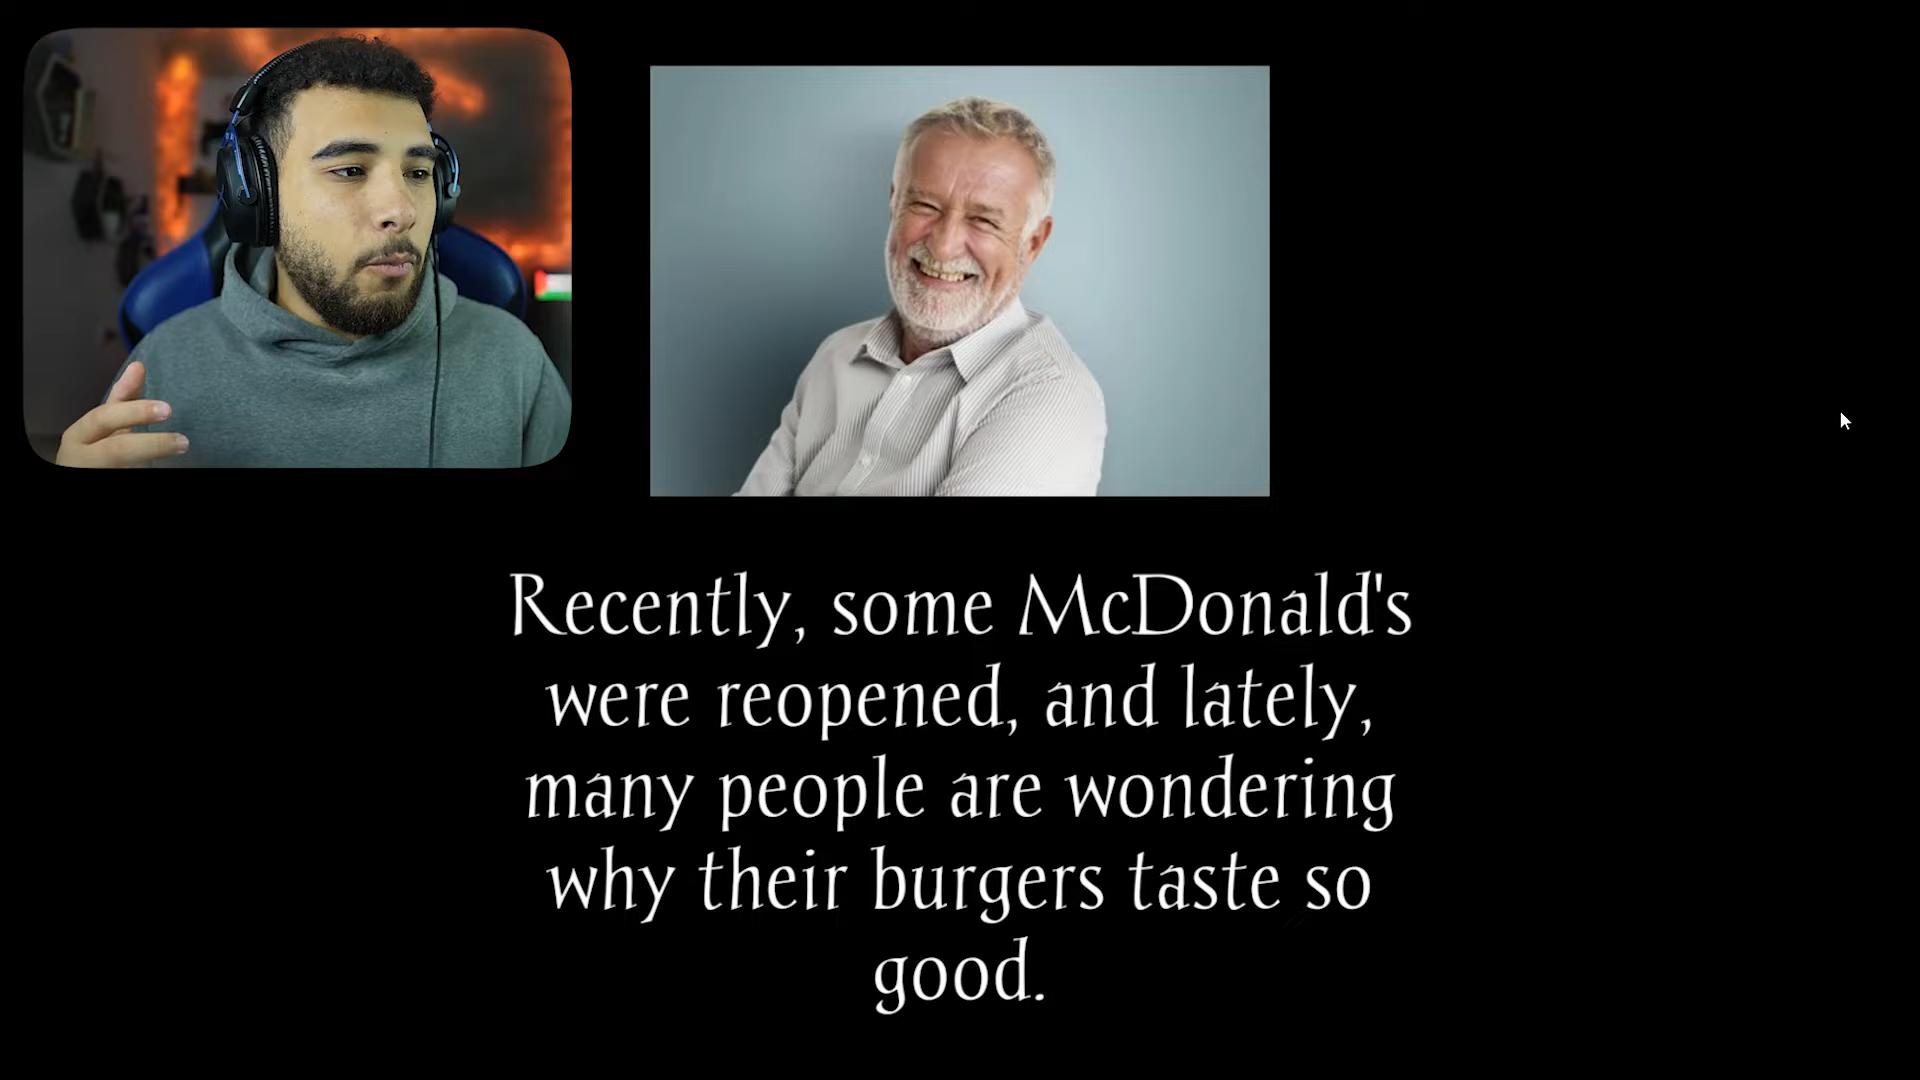 Recently, some McDonald's
were reopened, and lately,
many people are wondering
why their burgers taste so
good.